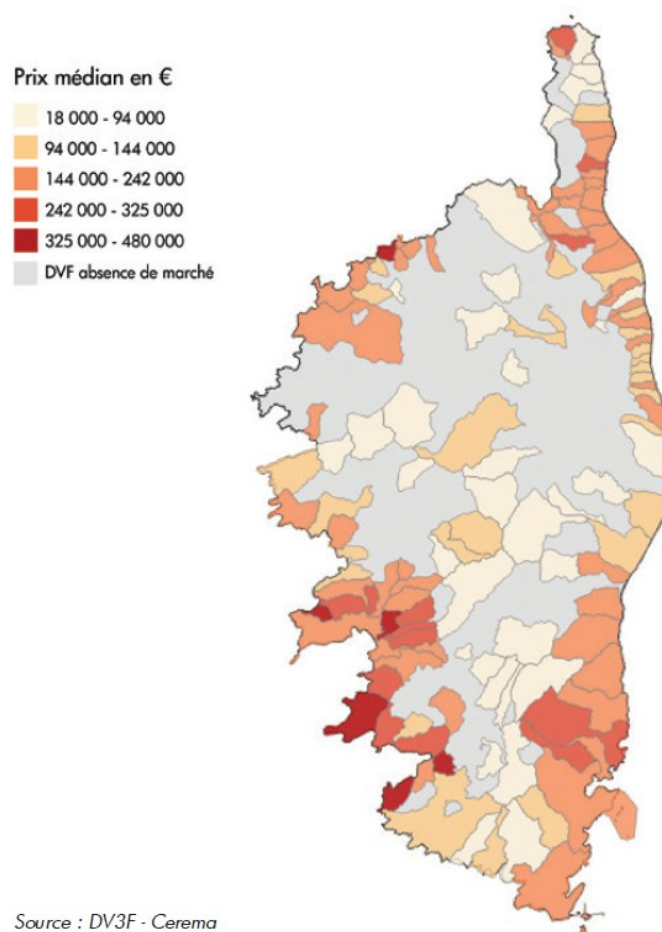 Prix médian en €
18 000 - 94 000
94 000 - 144 000
144 000 - 242 000
242 000 - 325 000
325 000 - 480 000
DVF absence de marché
Source : DV3F - Cerema